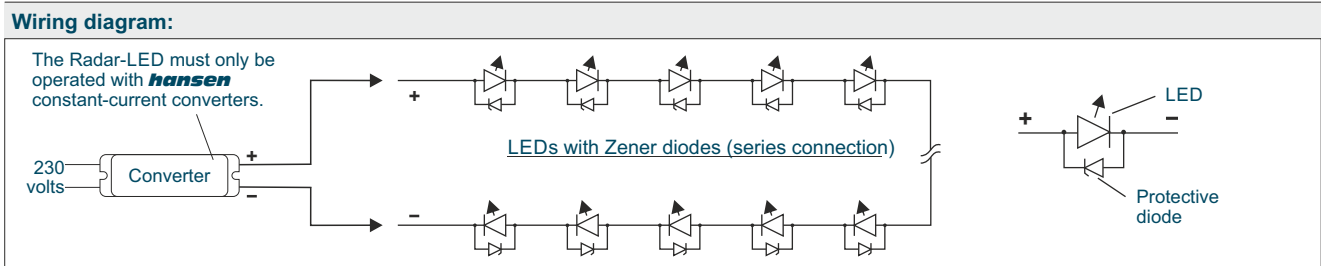 Wiring diagram:
The Radar-LED must only be
operated with hansen
constant-current converters.
230
volts
Converter
+
–
+
–
LEDs with Zener diodes (series connection)
+
–
LED
Protective
diode